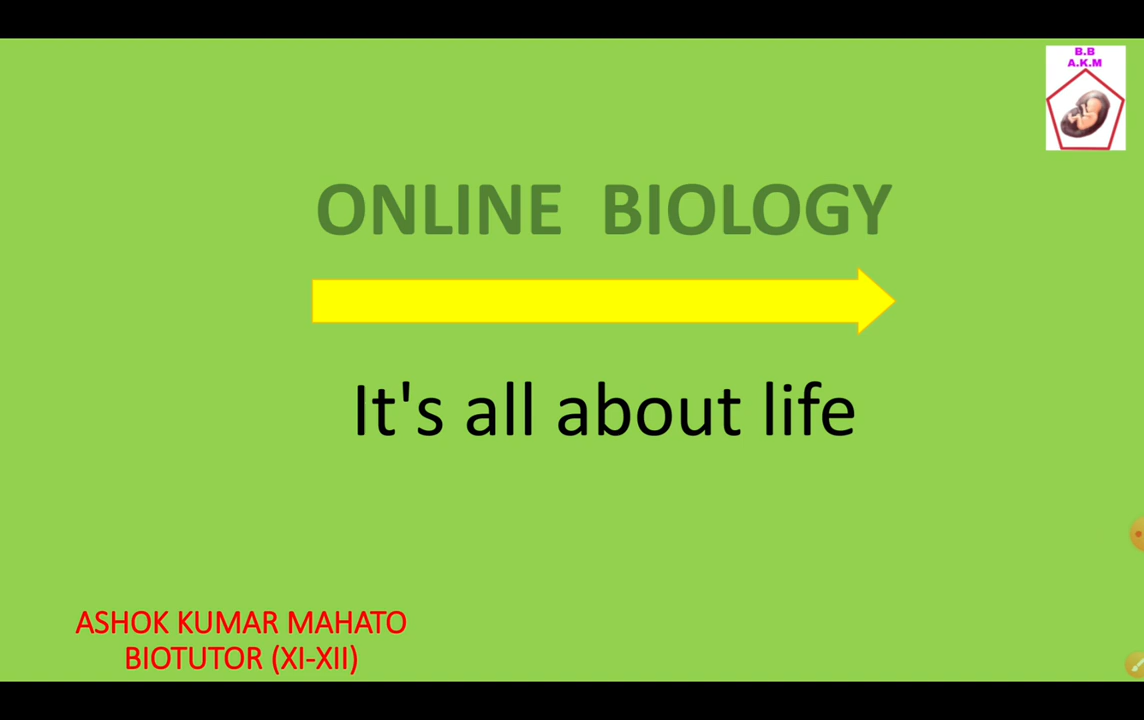 B.B
A.K.M
ONLINE BIOLOGY
It's all about life
ASHOK KUMAR MAHATO
BIOTUTOR (XI-XII)